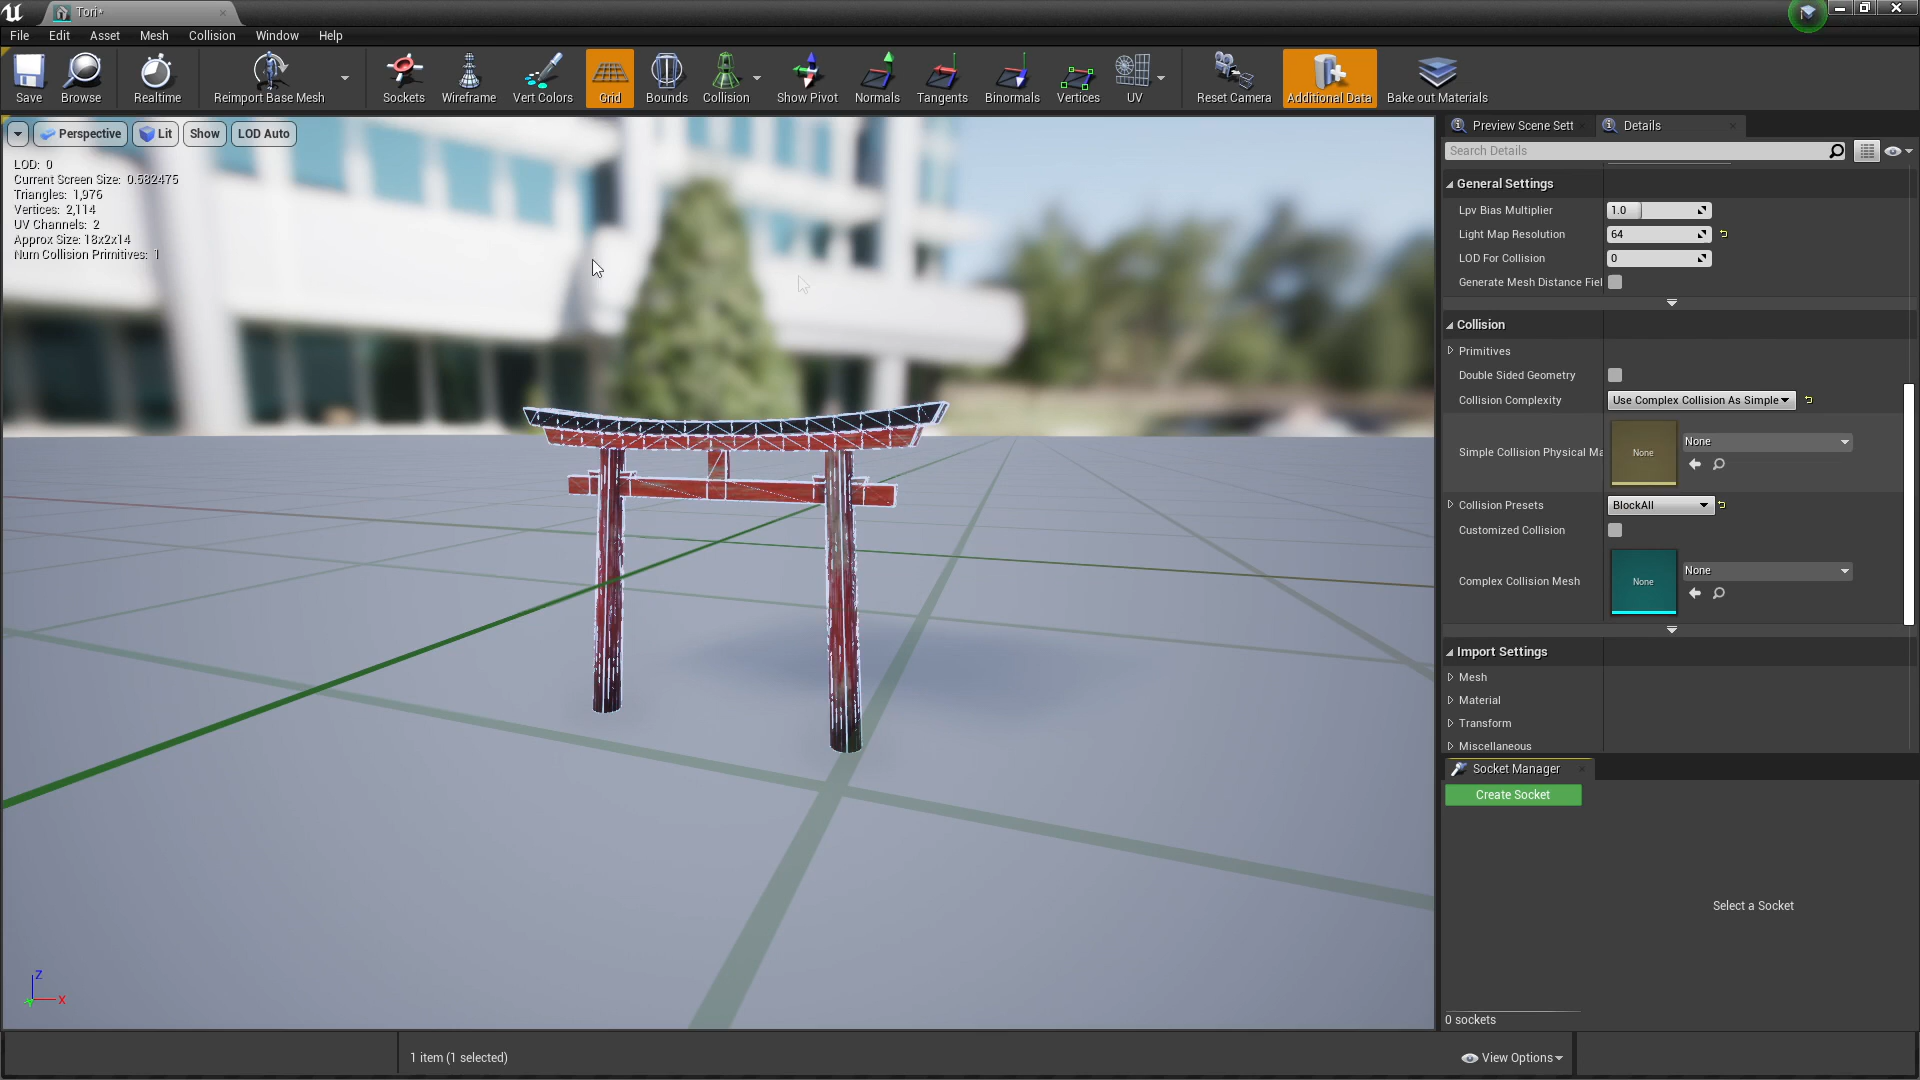 Tori*
File Edit Asset Mesh Collision Window Help
Save Browse Realtime Reimport Base Mesh Sockets Wireframe Vert Colors Grid Bounds Collision Show Pivot Normals Tangents Binormals Vertices UV Reset Camera Additional Data Bake out Materials
Perspective Lit Show LOD Auto
LOD: 0
Current Screen Size: 0.582475
Triangles: 1,976
Vertices: 2,114
UV Channels: 2
Approx Size: 18x2x14
Num Collision Primitives: 1
Z
X
Preview Scene Sett Details
Search Details
General Settings
Lpv Bias Multiplier 1.0
Light Map Resolution 64
LOD For Collision 0
Generate Mesh Distance Fiel
Collision
Primitives
Double Sided Geometry
Collision Complexity Use Complex Collision As Simple
Simple Collision Physical Ma None None
Collision Presets BlockAll
Customized Collision
Complex Collision Mesh None None
Import Settings
Mesh
Material
Transform
Miscellaneous
Socket Manager
Create Socket
Select a Socket
0 sockets
1 item (1 selected)
View Options